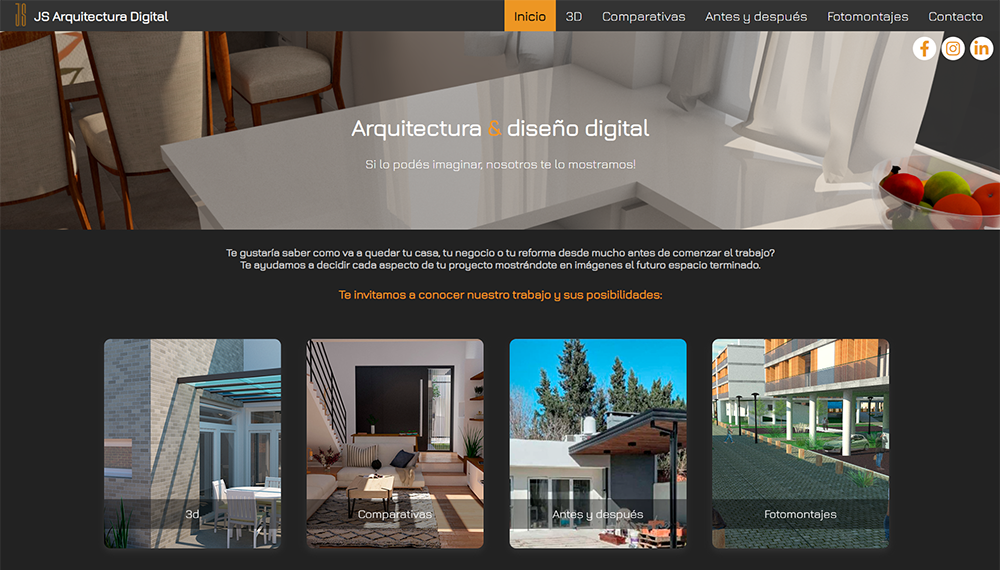 JS
JS Arquitectura Digital
Inicio
3D
Comparativas
Antes y después
Fotomontajes
Contacto
Arquitectura & diseño digital
Si lo podés imaginar, nosotros te lo mostramos!
Te gustaría saber como va a quedar tu casa, tu negocio o tu reforma desde mucho antes de comenzar el trabajo?
Te ayudamos a decidir cada aspecto de tu proyecto mostrándote en imágenes el futuro espacio terminado.
Te invitamos a conocer nuestro trabajo y sus posibilidades:
3d
Comparativas
Antes y después
Fotomontajes